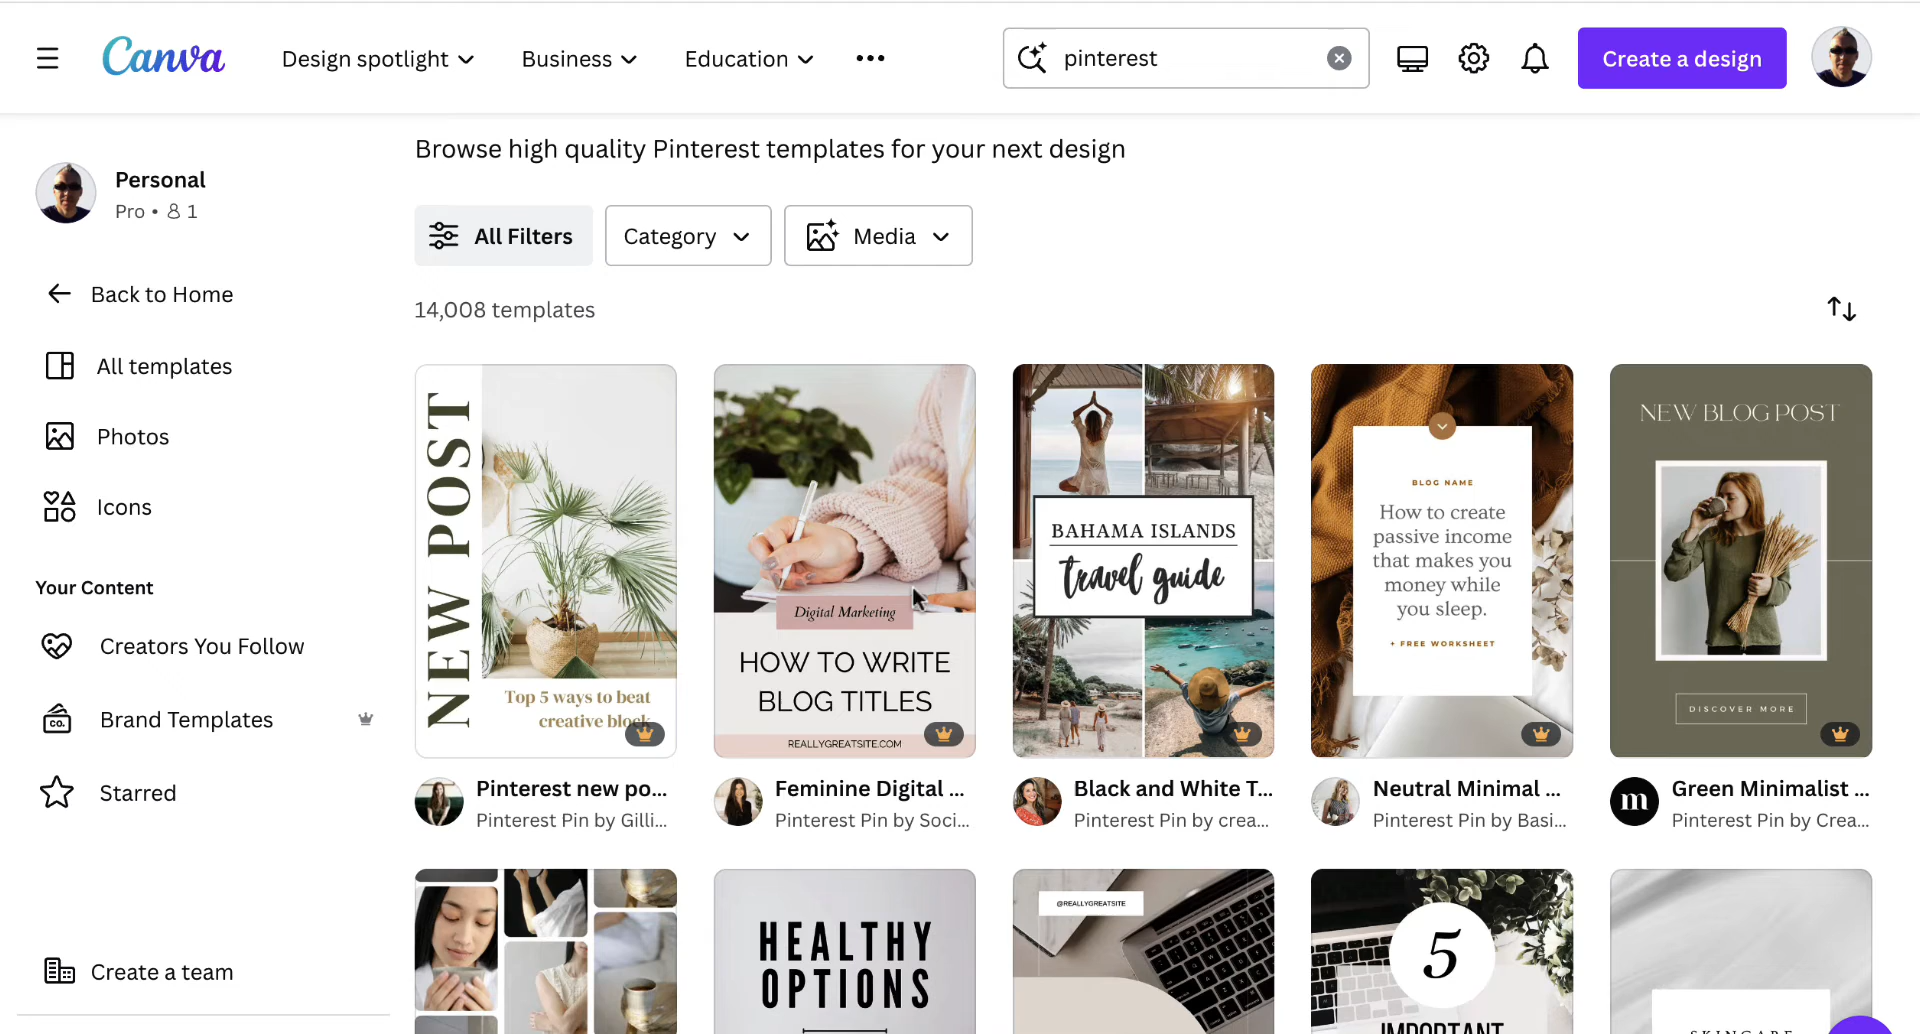 Canva
Design spotlight
Business
Education
pinterest
Create a design
Personal
Pro • 1
Back to Home
All templates
Photos
Icons
Your Content
Creators You Follow
CO.
Brand Templates
Starred
Create a team
Browse high quality Pinterest templates for your next design
All Filters
Category
Media
14,008 templates
NEW POST
Top 5 ways to beat
creative block
Pinterest new po...
Pinterest Pin by Gilli...
Digital Marketing
HOW TO WRITE
BLOG TITLES
REALLYGREATSITE.COM
Feminine Digital ...
Pinterest Pin by Soci...
BAHAMA ISLANDS
travel guide
Black and White T...
Pinterest Pin by crea...
BLOG NAME
How to create
passive income
that makes you
money while
you sleep.
+ FREE WORKSHEET
Neutral Minimal ...
Pinterest Pin by Basi...
NEW BLOG POST
DISCOVER MORE
m
Green Minimalist ...
Pinterest Pin by Crea...
HEALTHY
OPTIONS
@REALLYGREATSITE
5
IMPORTANT
SKINCARE